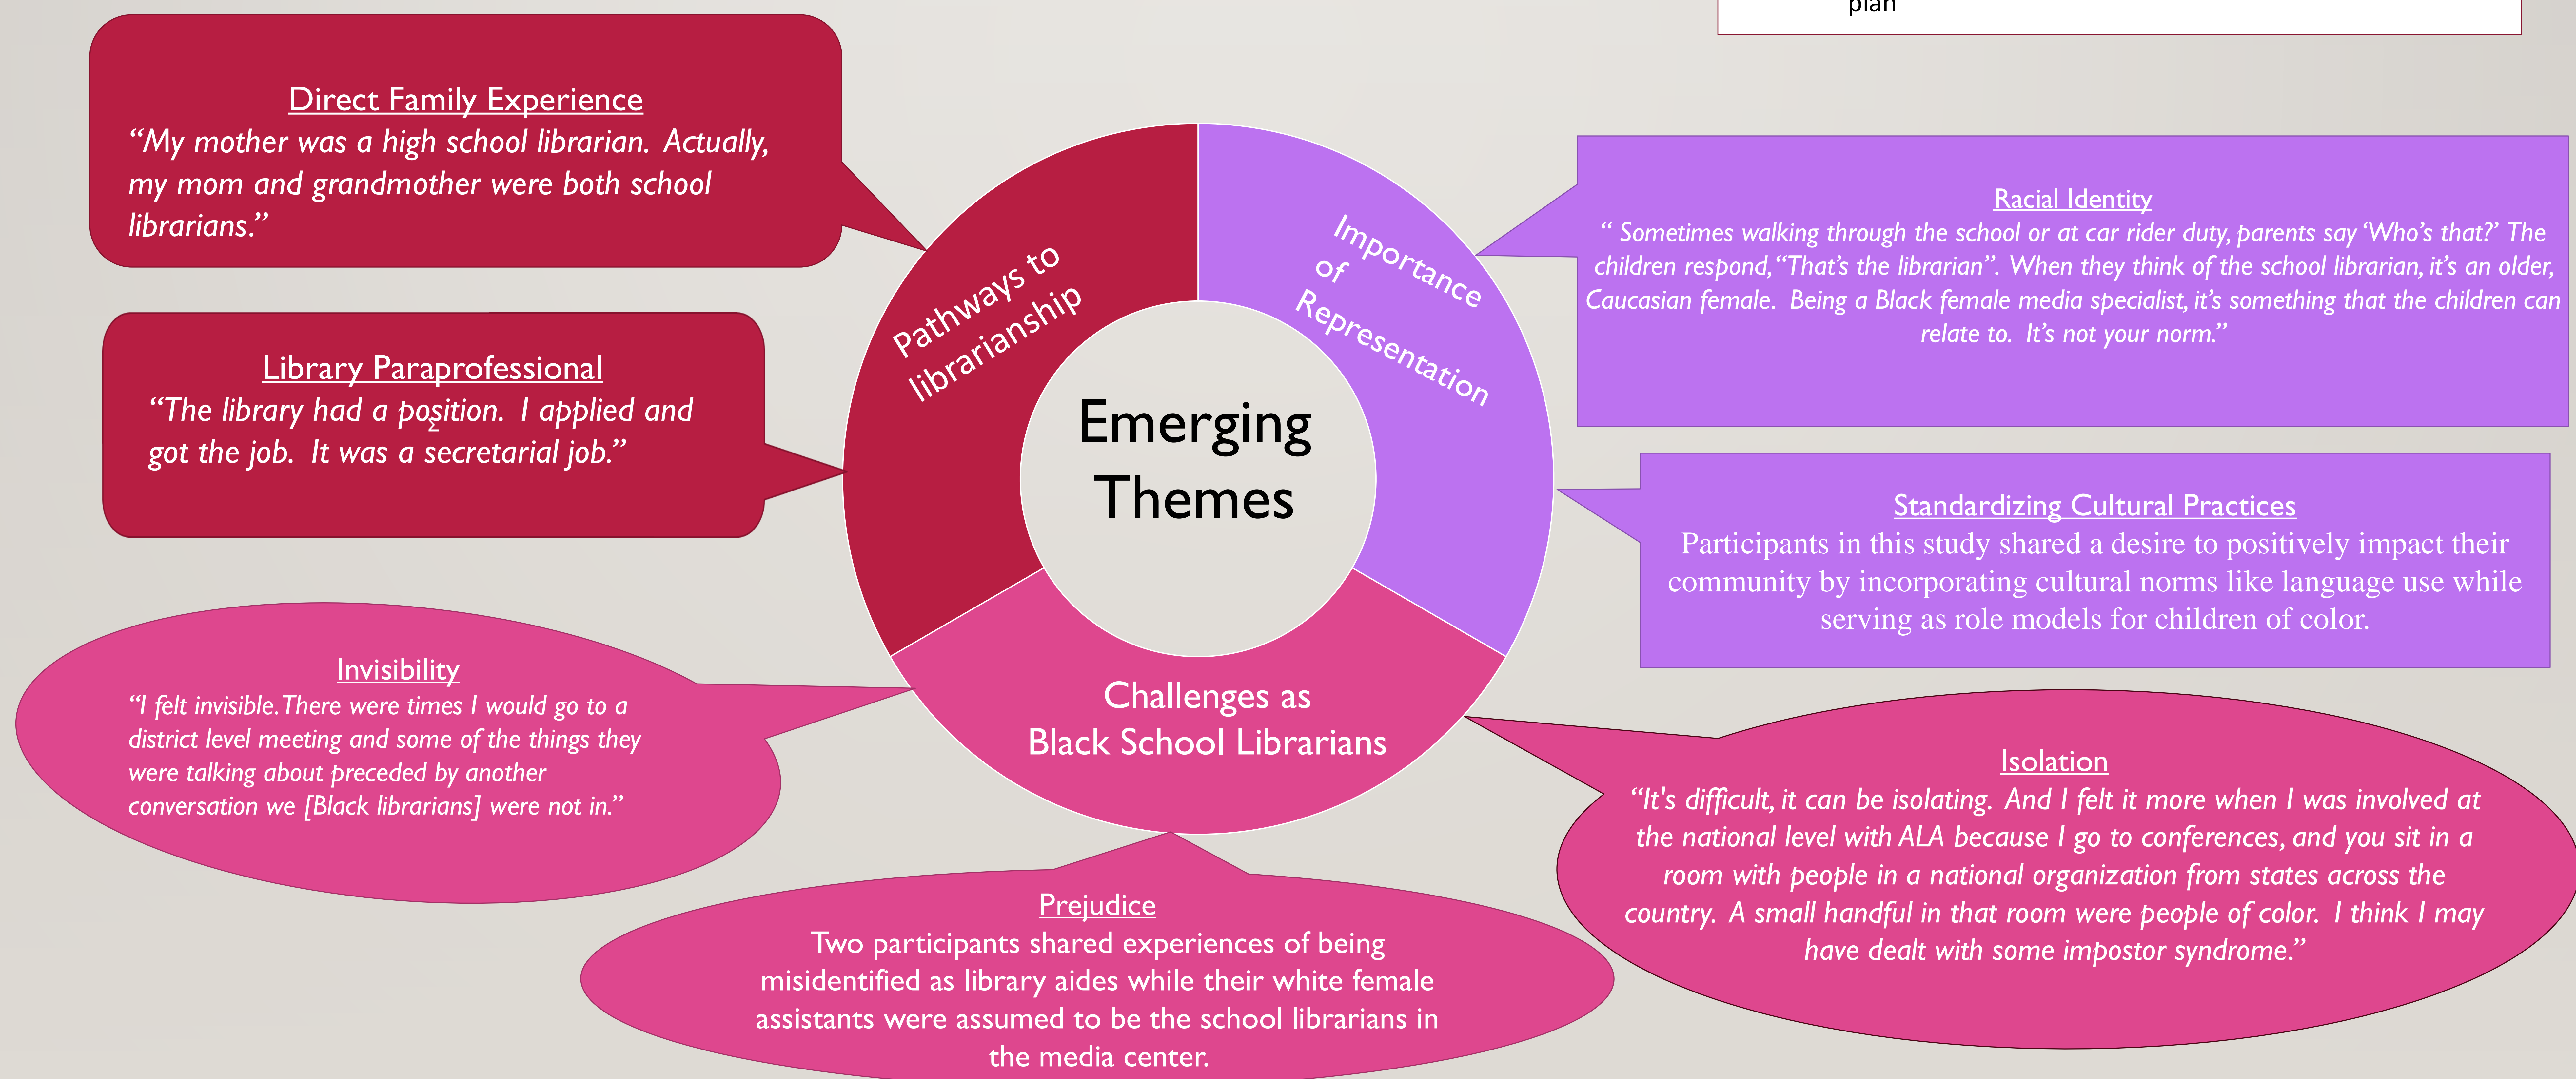 plan
Direct Family Experience
“My mother was a high school librarian.  Actually,
my mom and grandmother were both school
librarians.”
Library Paraprofessional
“The library had a position.  I applied and
got the job.  It was a secretarial job.”
Σ
Pathways to
librarianship
Importance
of
Representation
Emerging
Themes
Challenges as
Black School Librarians
Racial Identity
“ Sometimes walking through the school or at car rider duty, parents say ‘Who’s that?’ The
children respond, “That’s the librarian”.  When they think of the school librarian, it’s an older,
Caucasian female.  Being a Black female media specialist, it’s something that the children can
relate to.  It’s not your norm.”
Standardizing Cultural Practices
Participants in this study shared a desire to positively impact their
community by incorporating cultural norms like language use while
serving as role models for children of color.
Invisibility
“I felt invisible. There were times I would go to a
district level meeting and some of the things they
were talking about preceded by another
conversation we [Black librarians] were not in.”
Prejudice
Two participants shared experiences of being
misidentified as library aides while their white female
assistants were assumed to be the school librarians in
the media center.
Isolation
“It's difficult, it can be isolating.  And I felt it more when I was involved at
the national level with ALA because I go to conferences, and you sit in a
room with people in a national organization from states across the
country.  A small handful in that room were people of color.  I think I may
have dealt with some impostor syndrome.”